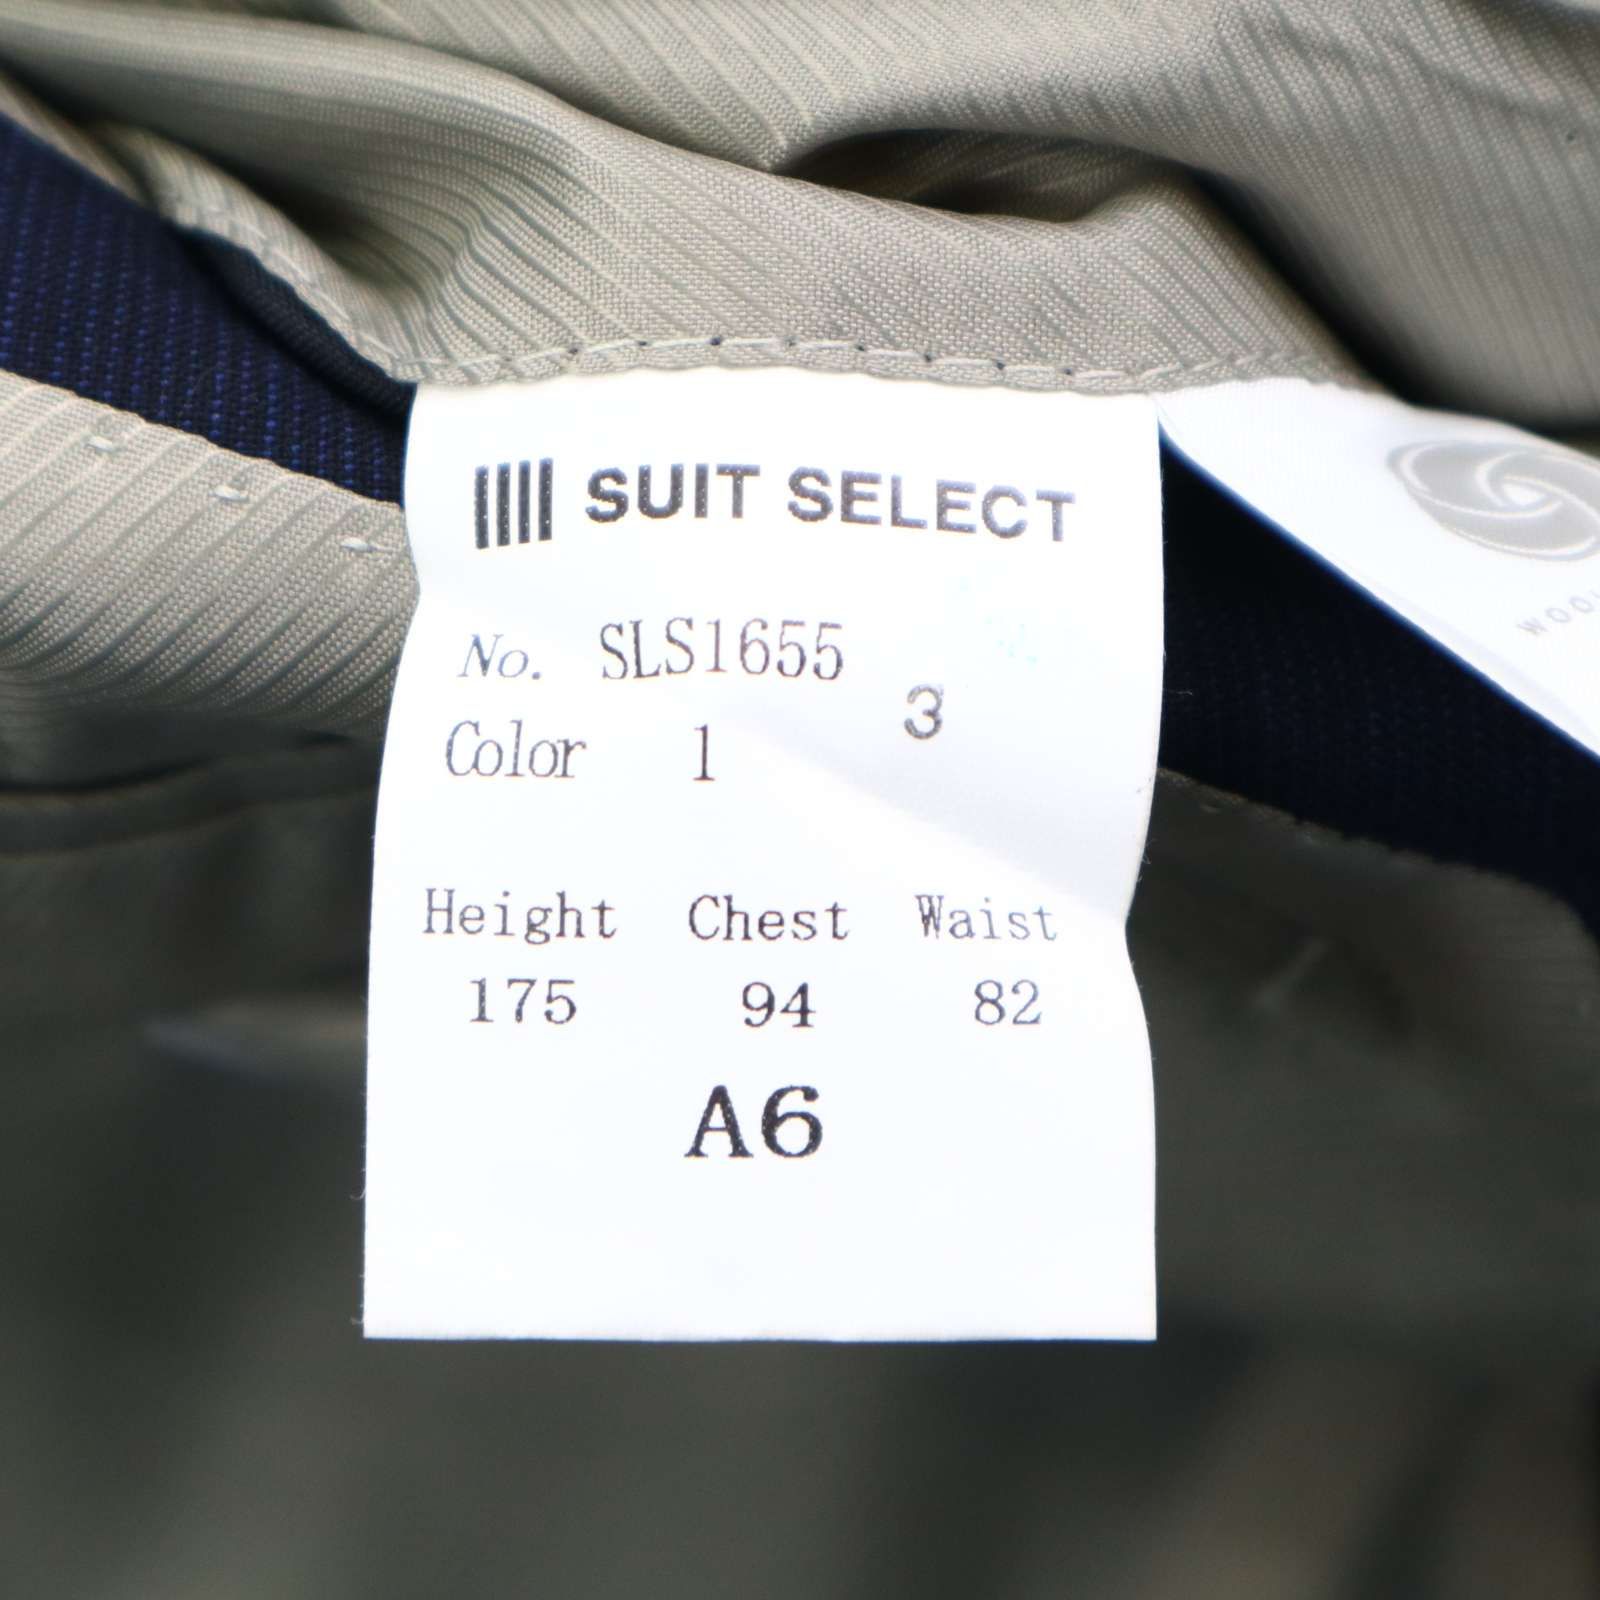 SUIT SELECT
No. SLS1655
3
Color 1
Height Chest Waist
175 94 82
A6